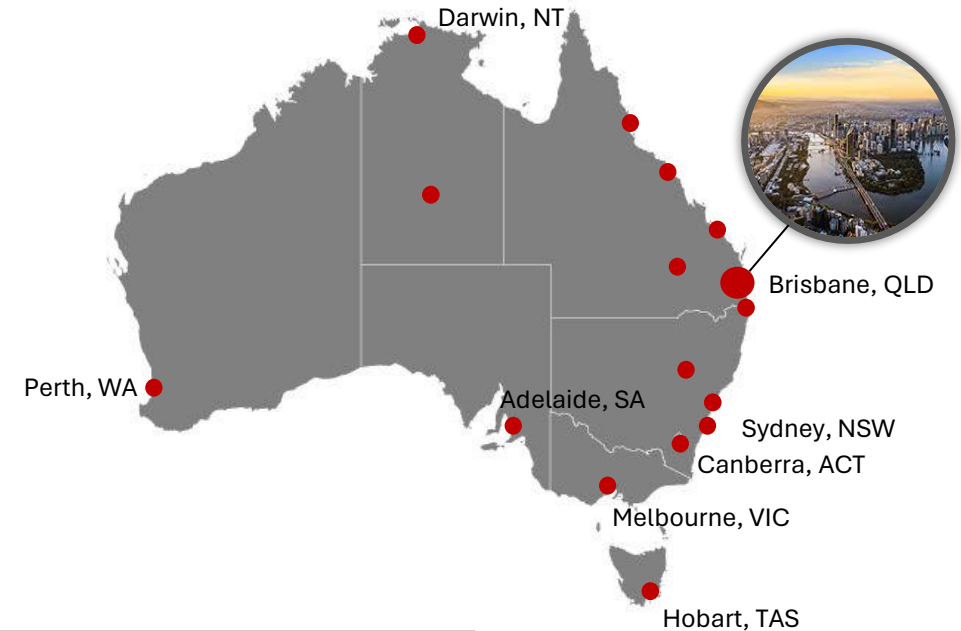 Darwin, NT
Brisbane, QLD
Perth, WA
Adelaide, SA
Sydney, NSW
Canberra, ACT
Melbourne, VIC
Hobart, TAS